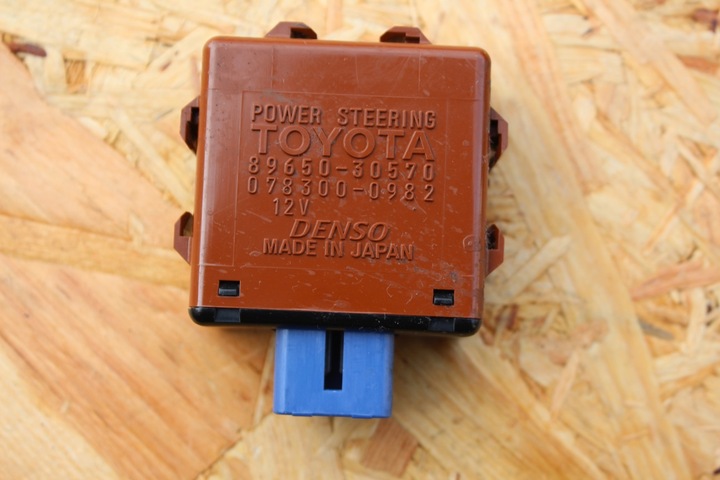 POWER STEERING
TOYOTA
89650-30570
078300-0982
12V
DENSO
MADE IN JAPAN